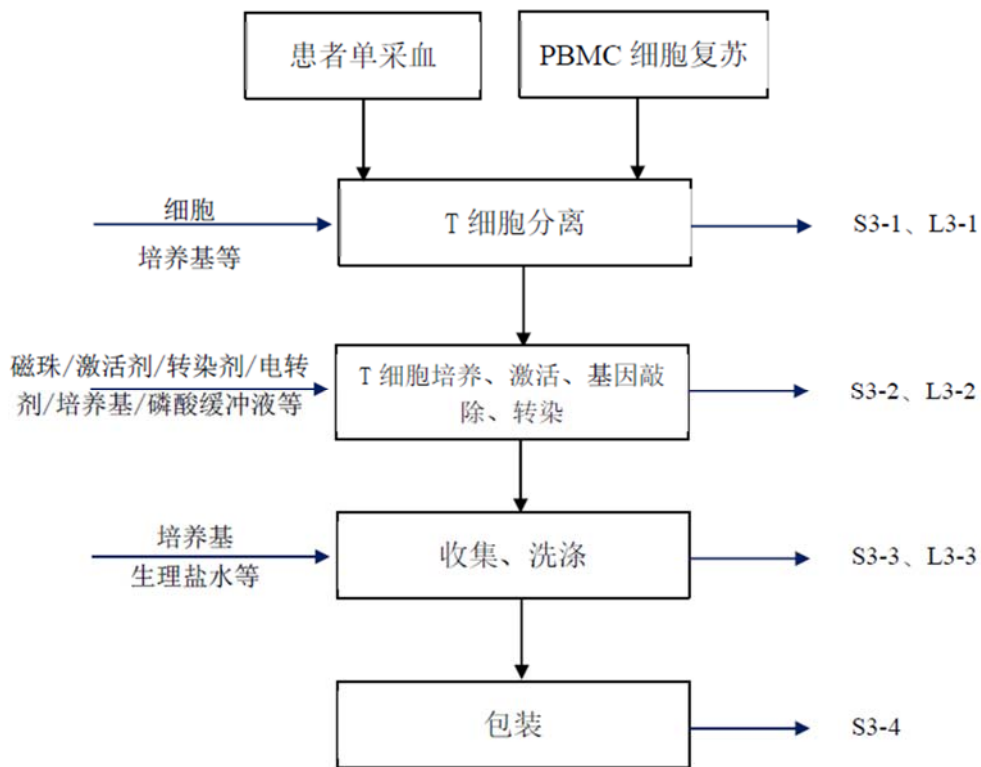 患者单采血
PBMC 细胞复苏
细胞
培养基等
T 细胞分离
S3-1、L3-1
磁珠/激活剂/转染剂/电转
剂/培养基/磷酸缓冲液等
T 细胞培养、激活、基因敲
除、转染
S3-2、L3-2
培养基
生理盐水等
收集、洗涤
S3-3、L3-3
包装
S3-4